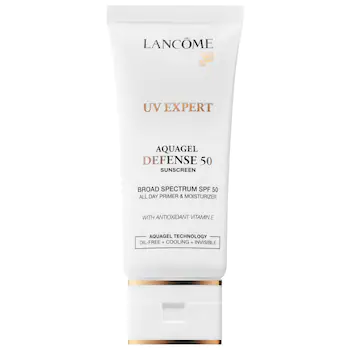 LANCÔME
UV EXPERT
AQUAGEL
DEFENSE 50
SUNSCREEN
BROAD SPECTRUM SPF 50
ALL DAY PRIMER & MOISTURIZER
WITH ANTIOXIDANT VITAMIN E
AQUAGEL TECHNOLOGY
OIL-FREE + COOLING + INVISIBLE